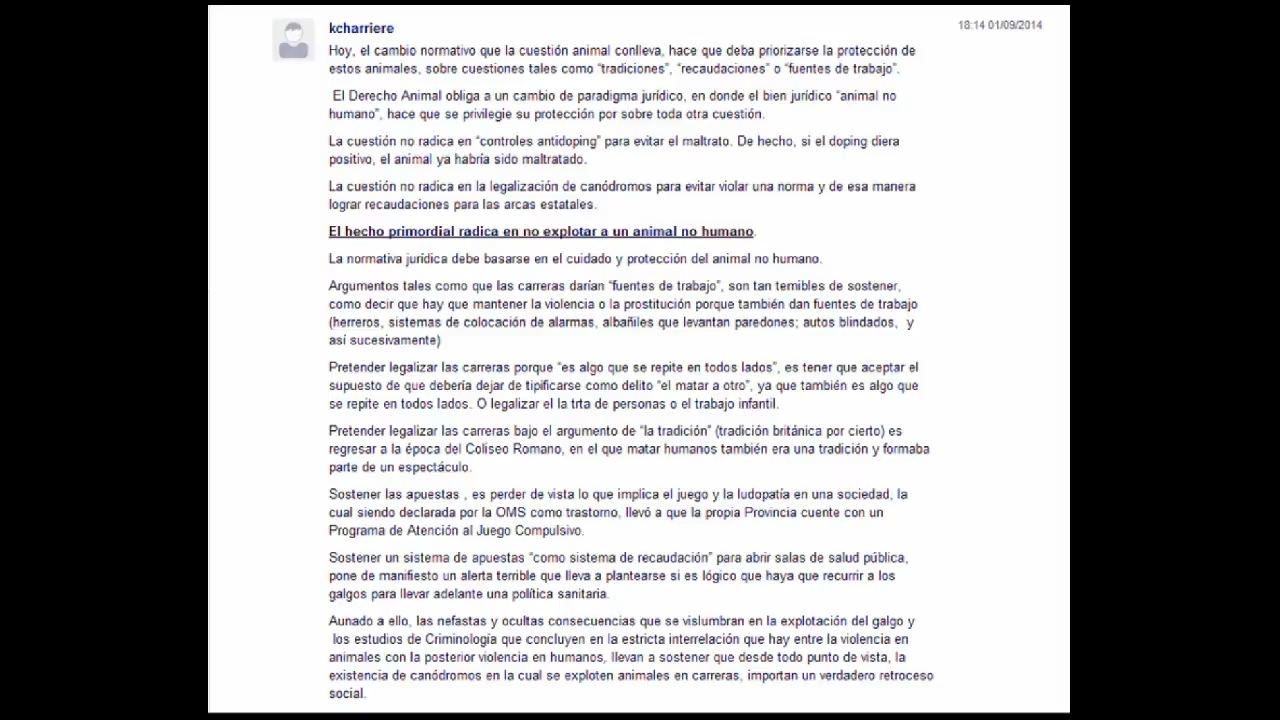 kcharriere
18:14 01/09/2014
Hoy, el cambio normativo que la cuestión animal conlleva, hace que deba priorizarse la protección de
estos animales, sobre cuestiones tales como “tradiciones”, “recaudaciones” o “fuentes de trabajo”.
El Derecho Animal obliga a un cambio de paradigma jurídico, en donde el bien jurídico “animal no
humano”, hace que se privilegie su protección por sobre toda otra cuestión.
La cuestión no radica en “controles antidoping” para evitar el maltrato. De hecho, si el doping diera
positivo, el animal ya habría sido maltratado.
La cuestión no radica en la legalización de canódromos para evitar violar una norma y de esa manera
lograr recaudaciones para las arcas estatales.
El hecho primordial radica en no explotar a un animal no humano.
La normativa jurídica debe basarse en el cuidado y protección del animal no humano.
Argumentos tales como que las carreras darían “fuentes de trabajo”, son tan temibles de sostener,
como decir que hay que mantener la violencia o la prostitución porque también dan fuentes de trabajo
(herreros, sistemas de colocación de alarmas, albañiles que levantan paredones; autos blindados, y
así sucesivamente)
Pretender legalizar las carreras porque “es algo que se repite en todos lados”, es tener que aceptar el
supuesto de que debería dejar de tipificarse como delito “el matar a otro”, ya que también es algo que
se repite en todos lados. O legalizar el la trta de personas o el trabajo infantil.
Pretender legalizar las carreras bajo el argumento de “la tradición” (tradición británica por cierto) es
regresar a la época del Coliseo Romano, en el que matar humanos también era una tradición y formaba
parte de un espectáculo.
Sostener las apuestas , es perder de vista lo que implica el juego y la ludopatía en una sociedad, la
cual siendo declarada por la OMS como trastorno, llevó a que la propia Provincia cuente con un
Programa de Atención al Juego Compulsivo.
Sostener un sistema de apuestas “como sistema de recaudación” para abrir salas de salud pública,
pone de manifiesto un alerta terrible que lleva a plantearse si es lógico que haya que recurrir a los
galgos para llevar adelante una política sanitaria.
Aunado a ello, las nefastas y ocultas consecuencias que se vislumbran en la explotación del galgo y
los estudios de Criminología que concluyen en la estricta interrelación que hay entre la violencia en
animales con la posterior violencia en humanos, llevan a sostener que desde todo punto de vista, la
existencia de canódromos en la cual se exploten animales en carreras, importan un verdadero retroceso
social.